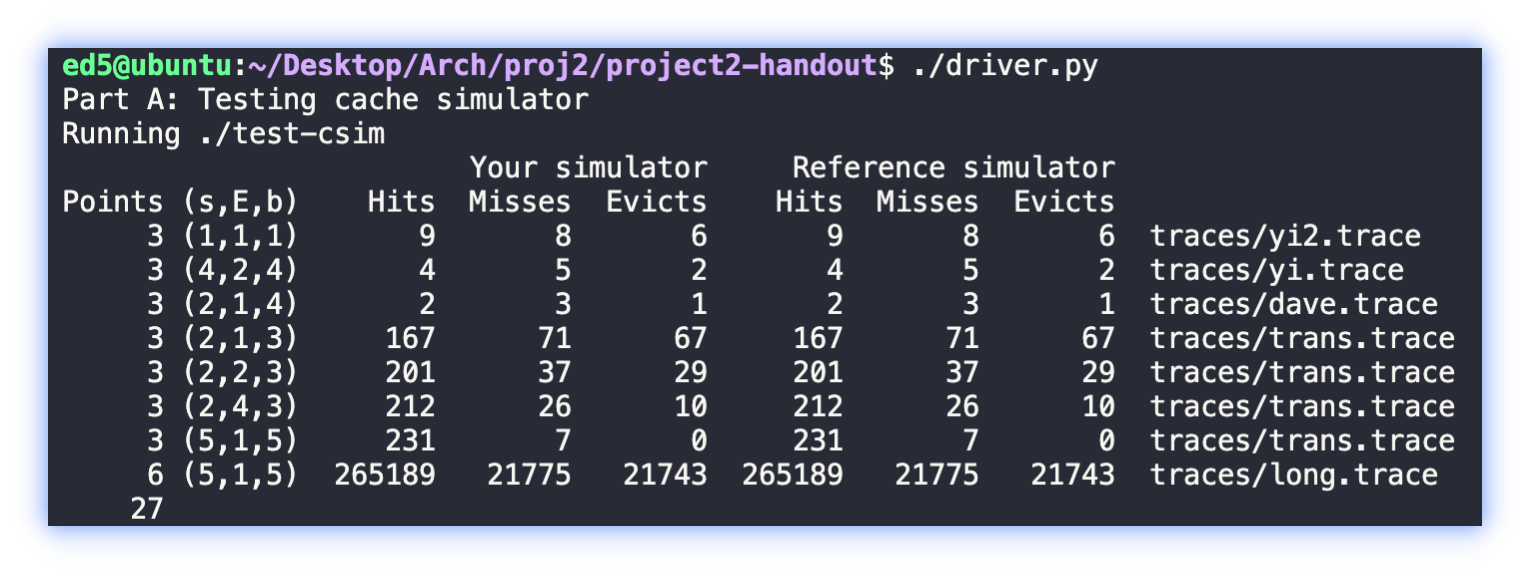 ed5@ubuntu:~/Desktop/Arch/proj2/project2-handout$ ./driver.py
Part A: Testing cache simulator
Running ./test-csim
                        Your simulator     Reference simulator
Points (s,E,b)    Hits  Misses  Evicts    Hits  Misses  Evicts
     3 (1,1,1)       9       8       6       9       8       6  traces/yi2.trace
     3 (4,2,4)       4       5       2       4       5       2  traces/yi.trace
     3 (2,1,4)       2       3       1       2       3       1  traces/dave.trace
     3 (2,1,3)     167      71      67     167      71      67  traces/trans.trace
     3 (2,2,3)     201      37      29     201      37      29  traces/trans.trace
     3 (2,4,3)     212      26      10     212      26      10  traces/trans.trace
     3 (5,1,5)     231       7       0     231       7       0  traces/trans.trace
     6 (5,1,5)  265189   21775   21743  265189   21775   21743  traces/long.trace
    27